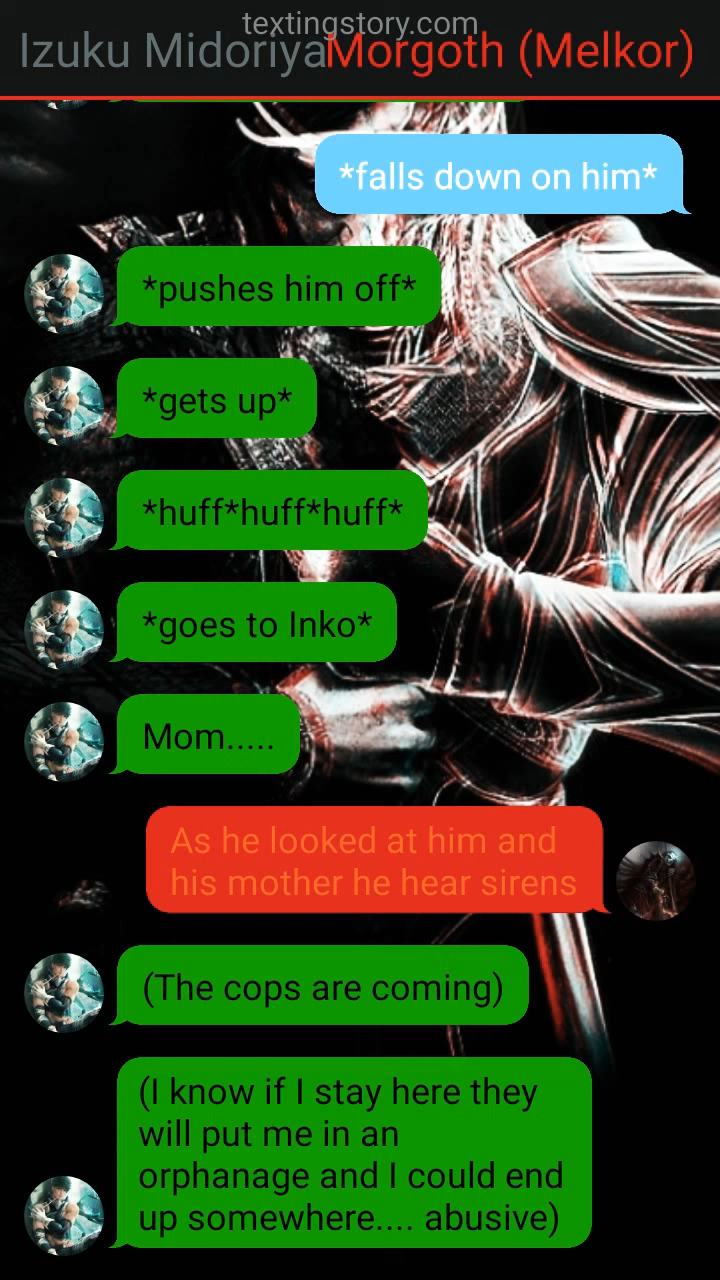 textingstory.com
Izuku Midoriya Morgoth (Melkor)
*falls down on him*
*pushes him off*
*gets up*
*huff*huff*huff*
*goes to Inko*
Mom.....
As he looked at him and
his mother he hear sirens
(The cops are coming)
(I know if I stay here they
will put me in an
orphanage and I could end
up somewhere.... abusive)